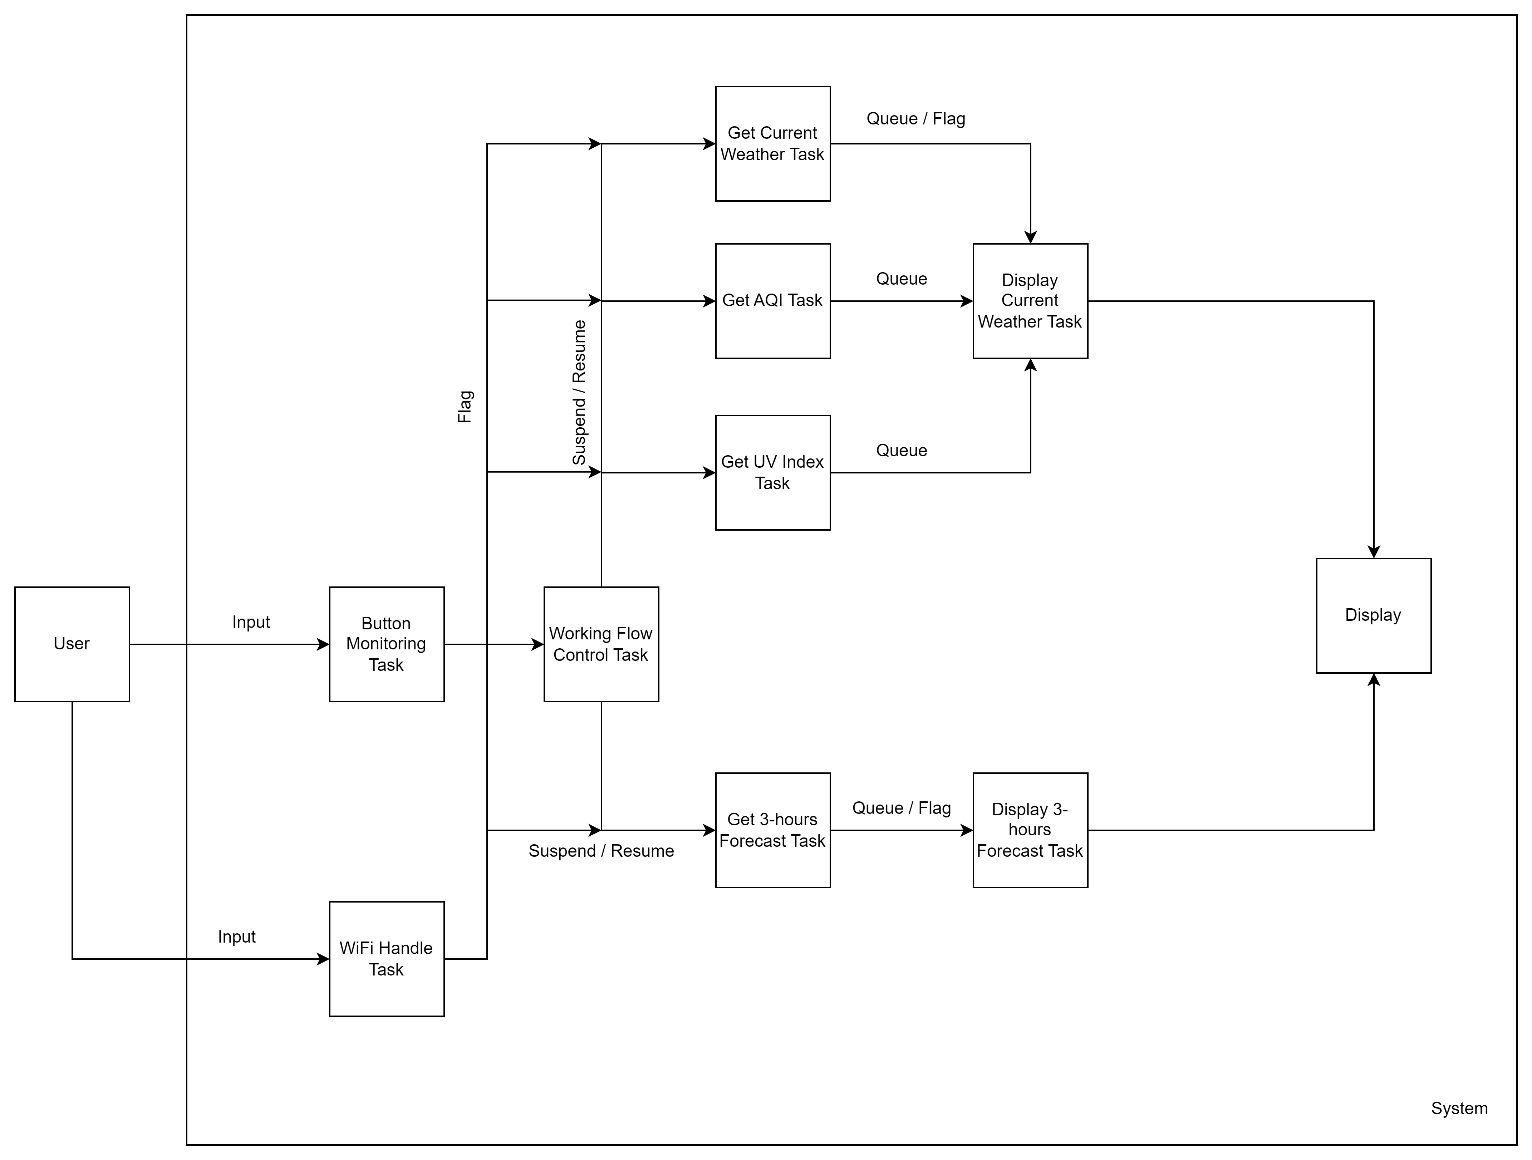 Get Current
Weather Task
Queue / Flag
Get AQI Task
Queue
Display
Current
Weather Task
Flag
Suspend / Resume
Get UV Index
Task
Queue
User
Input
Button
Monitoring
Task
Working Flow
Control Task
Display
Get 3-hours
Forecast Task
Queue / Flag
Display 3-
hours
Forecast Task
Suspend / Resume
Input
WiFi Handle
Task
System